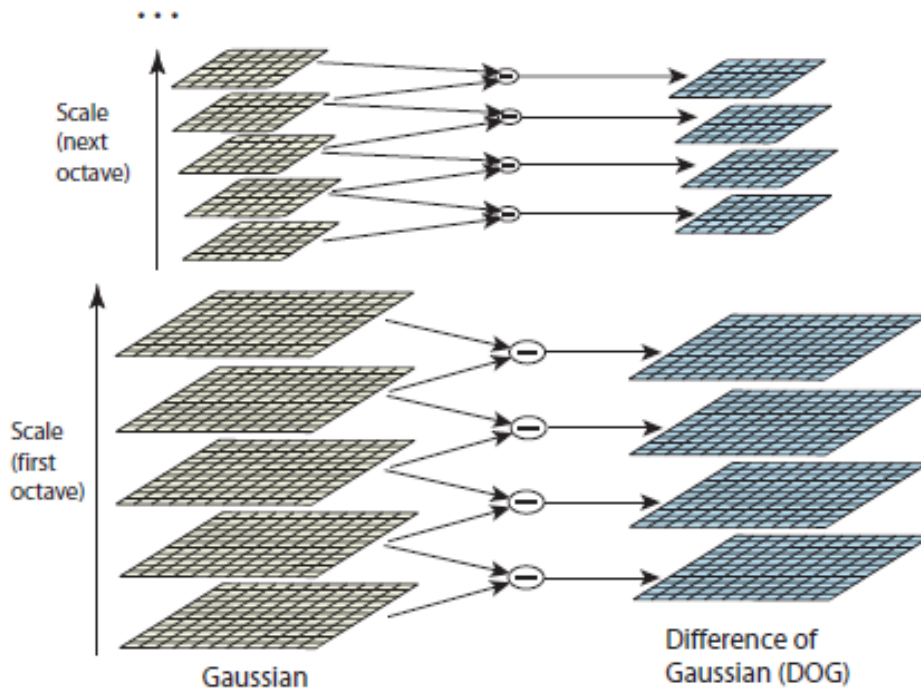 ...
Scale
(next
octave)
Scale
(first
octave)
Gaussian
Difference of
Gaussian (DOG)